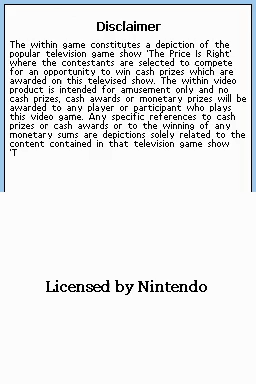 Disclaimer
The within game constitutes a depiction of the
popular television game show 'The Price Is Right'
where the contestants are selected to compete
for an opportunity to win cash prizes which are
awarded on this televised show. The within video
product is intended for amusement only and no
cash prizes, cash awards or monetary prizes will be
awarded to any player or participant who plays
this video game. Any specific references to cash
prizes or cash awards or to the winning of any
monetary sums are depictions solely related to the
content contained in that television game show
'T
Licensed by Nintendo